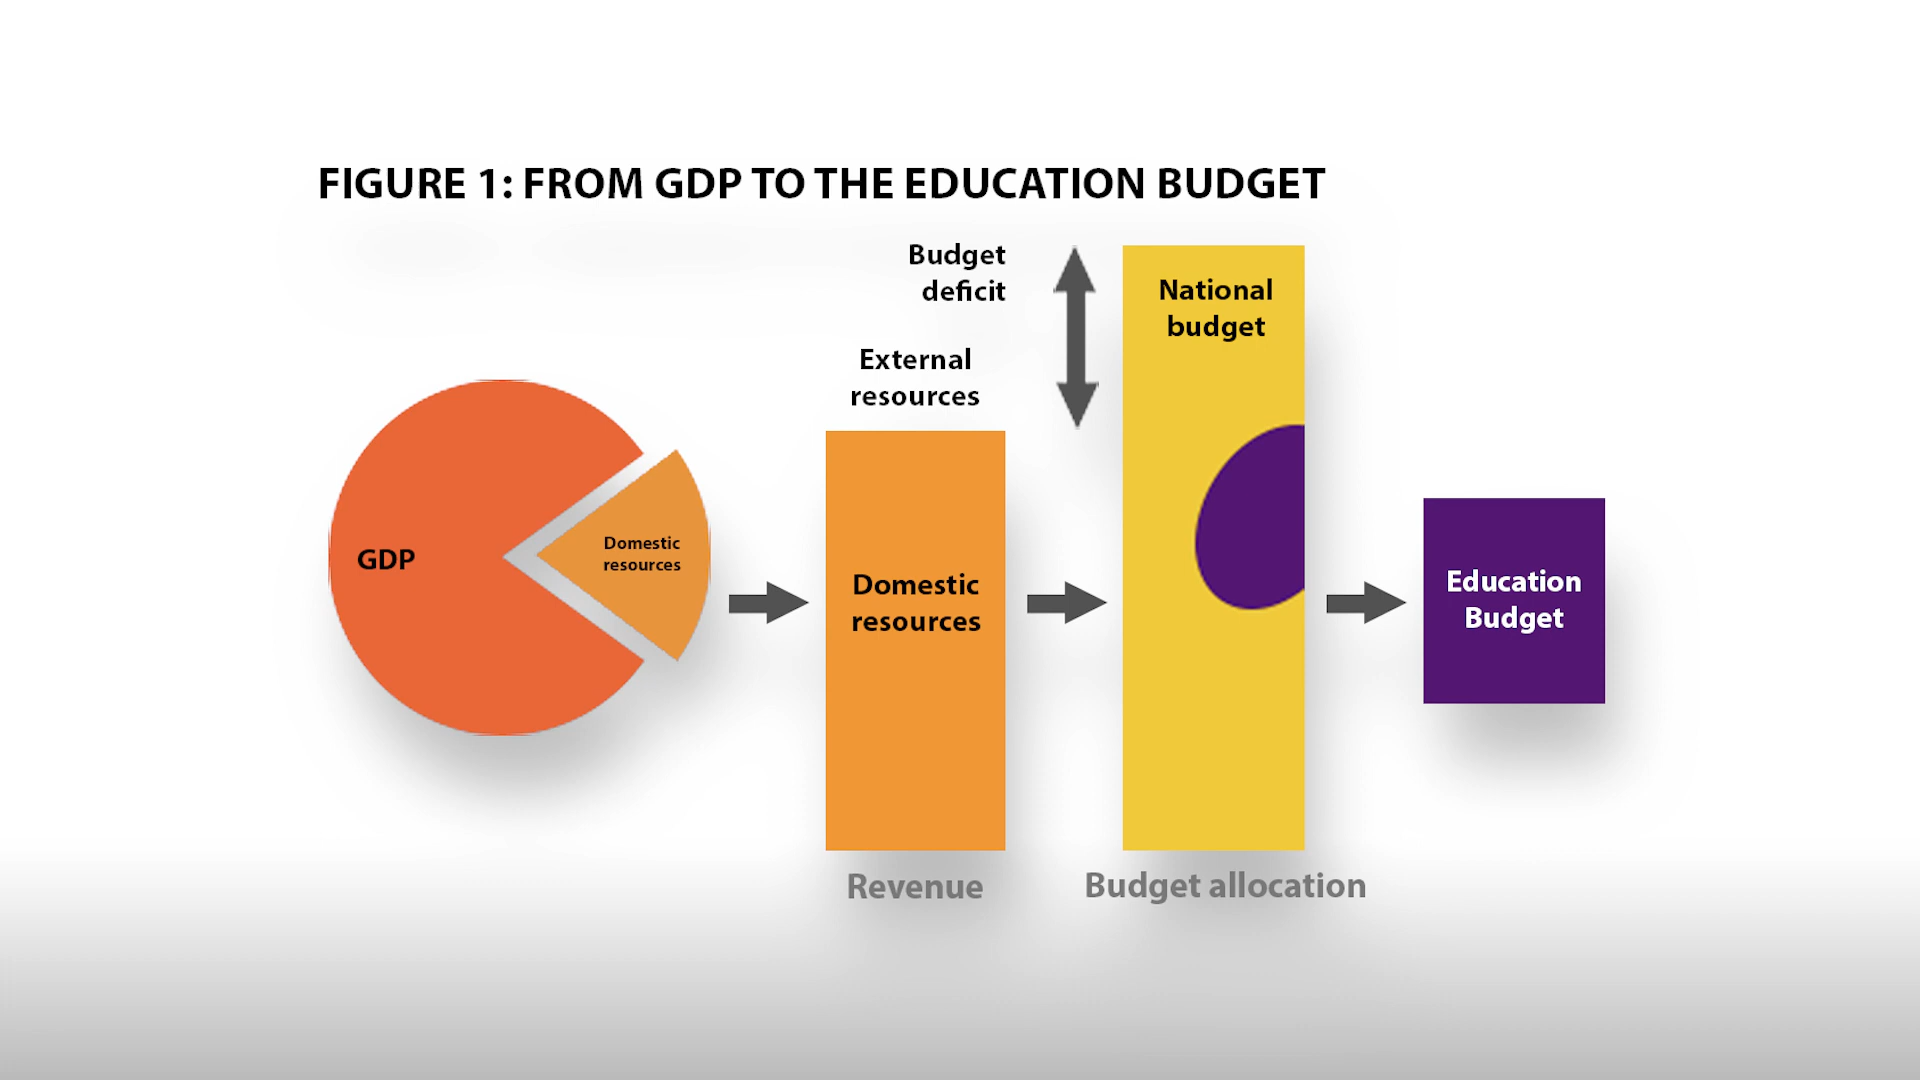 FIGURE 1: FROM GDP TO THE EDUCATION BUDGET
GDP
Domestic
resources
Budget
deficit
External
resources
Domestic
resources
Revenue
National
budget
Budget allocation
Education
Budget